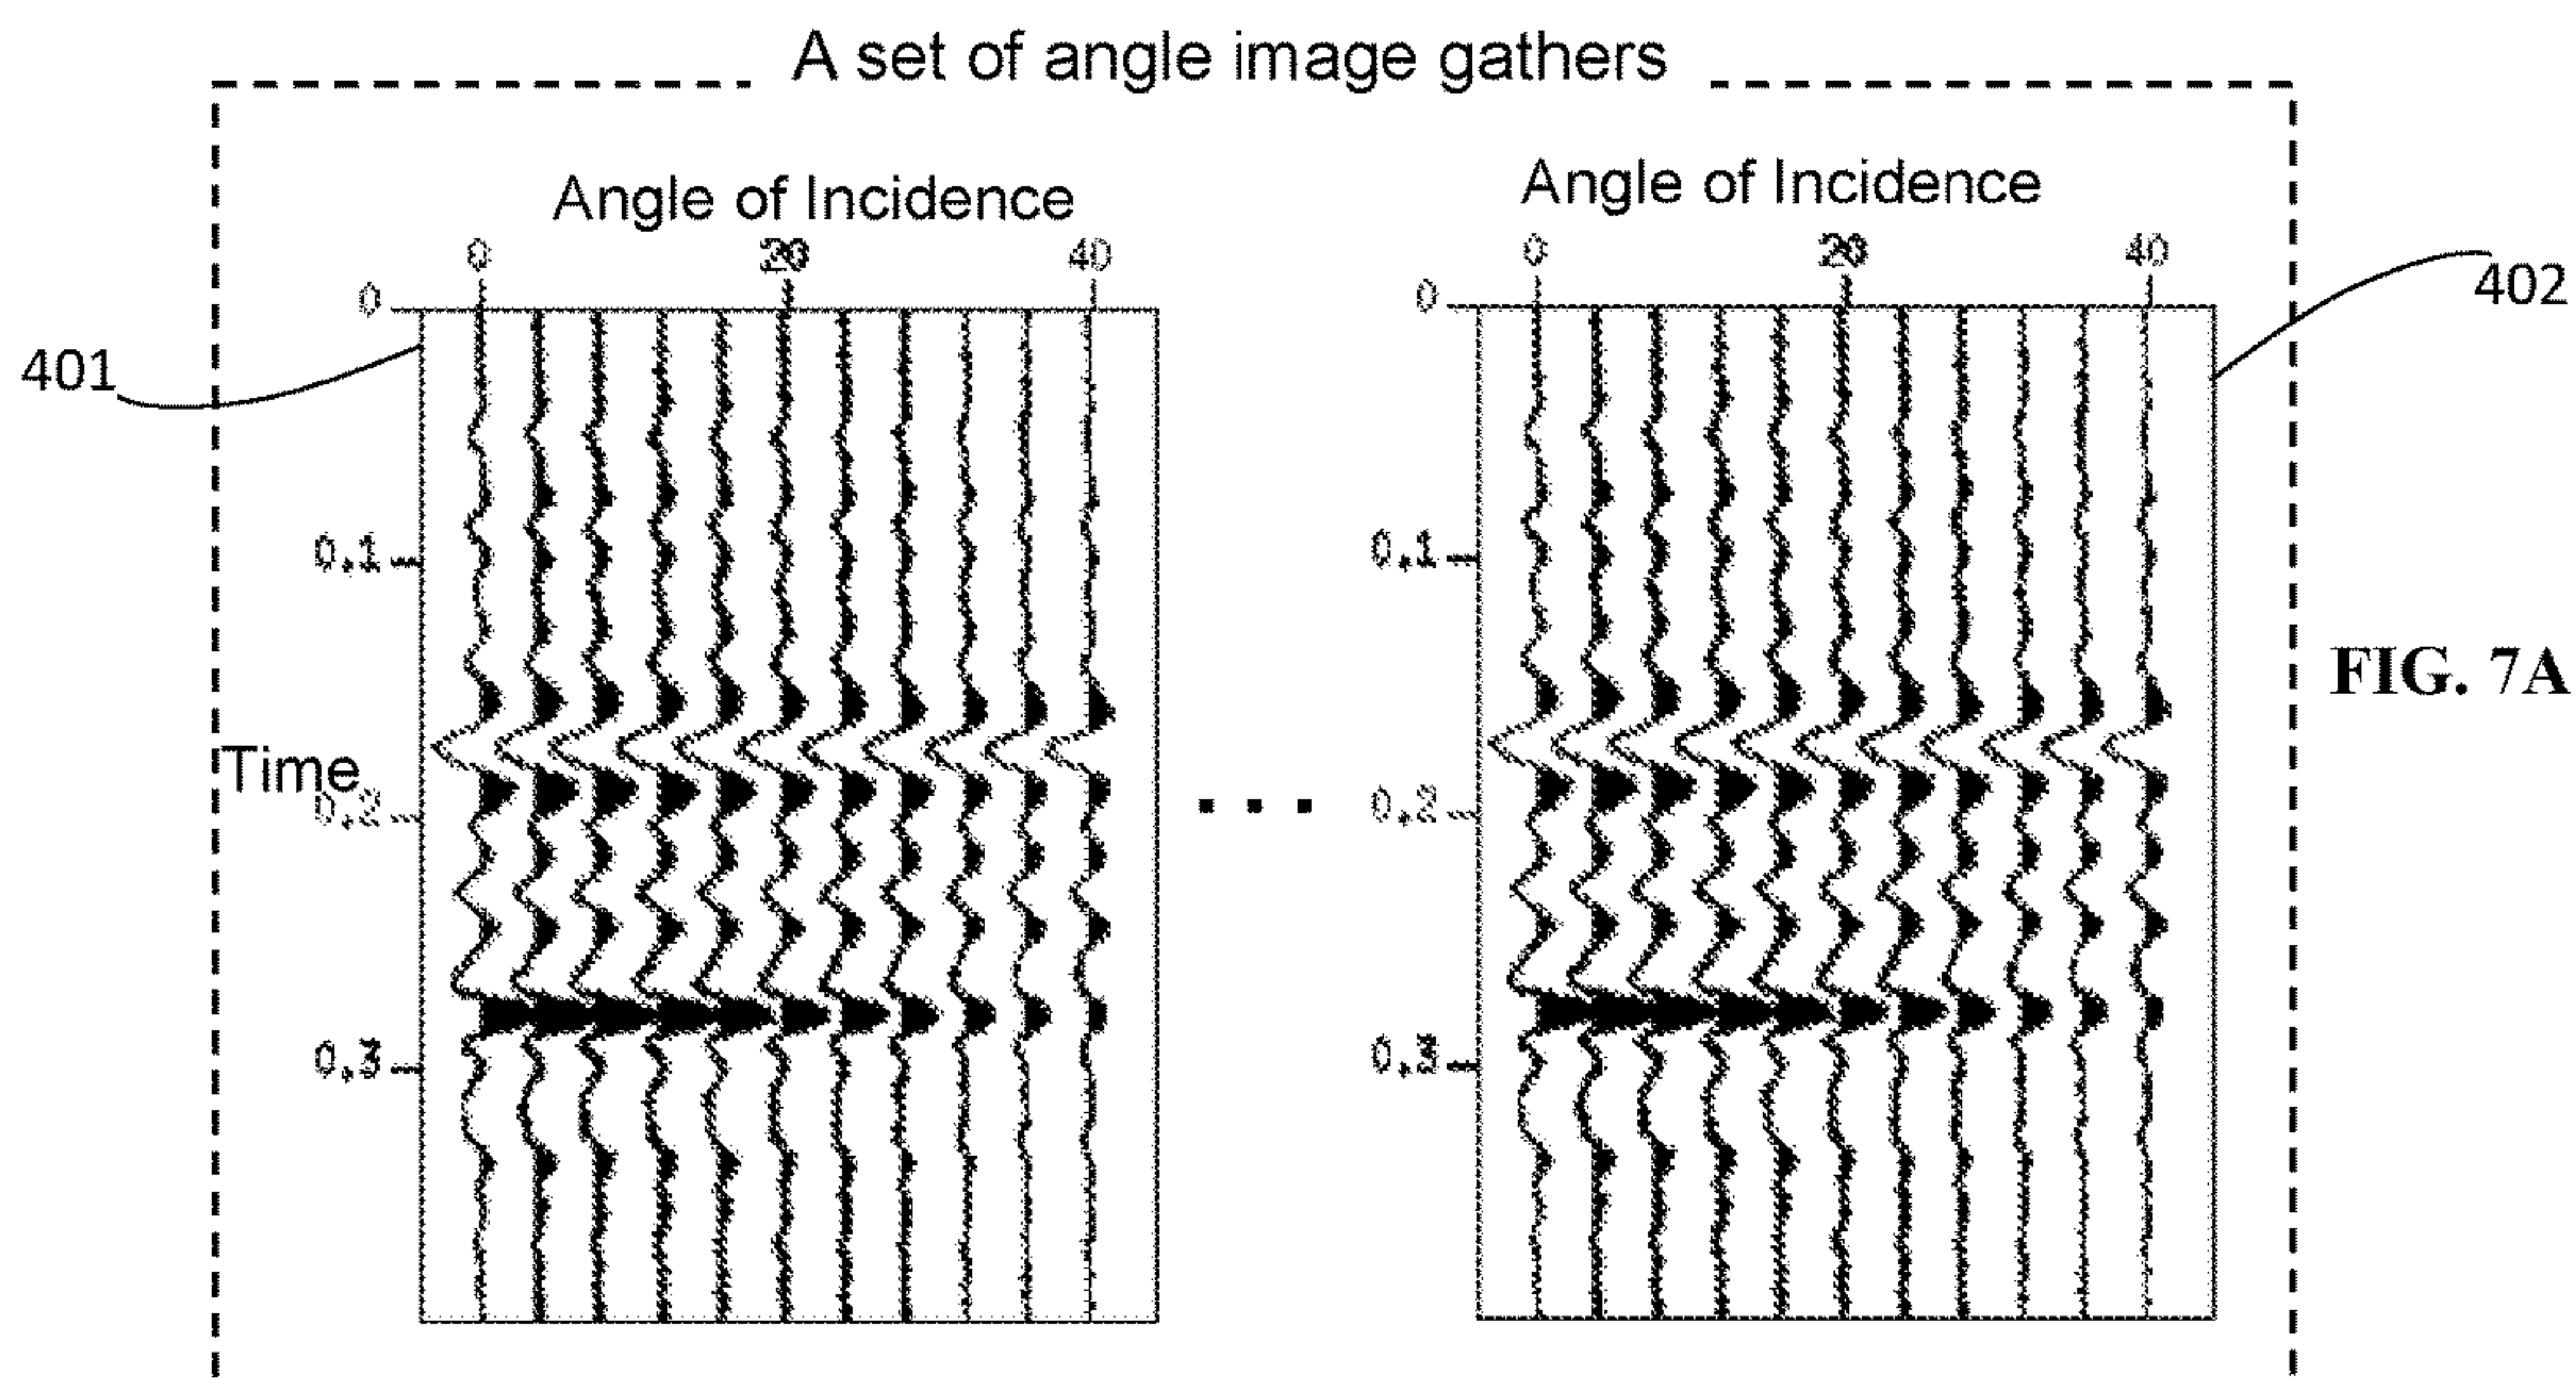 A set of angle image gathers
Angle of Incidence
0 20 40
0
401
0.1
Time
0.2
0.3
. . .
Angle of Incidence
0 20 40
0
402
0.1
0.2
0.3
FIG. 7A